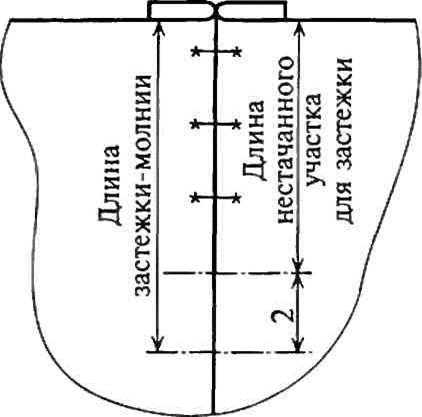 Длина
застежки-молнии
Длина
нестачанного
участка
для застежки
2